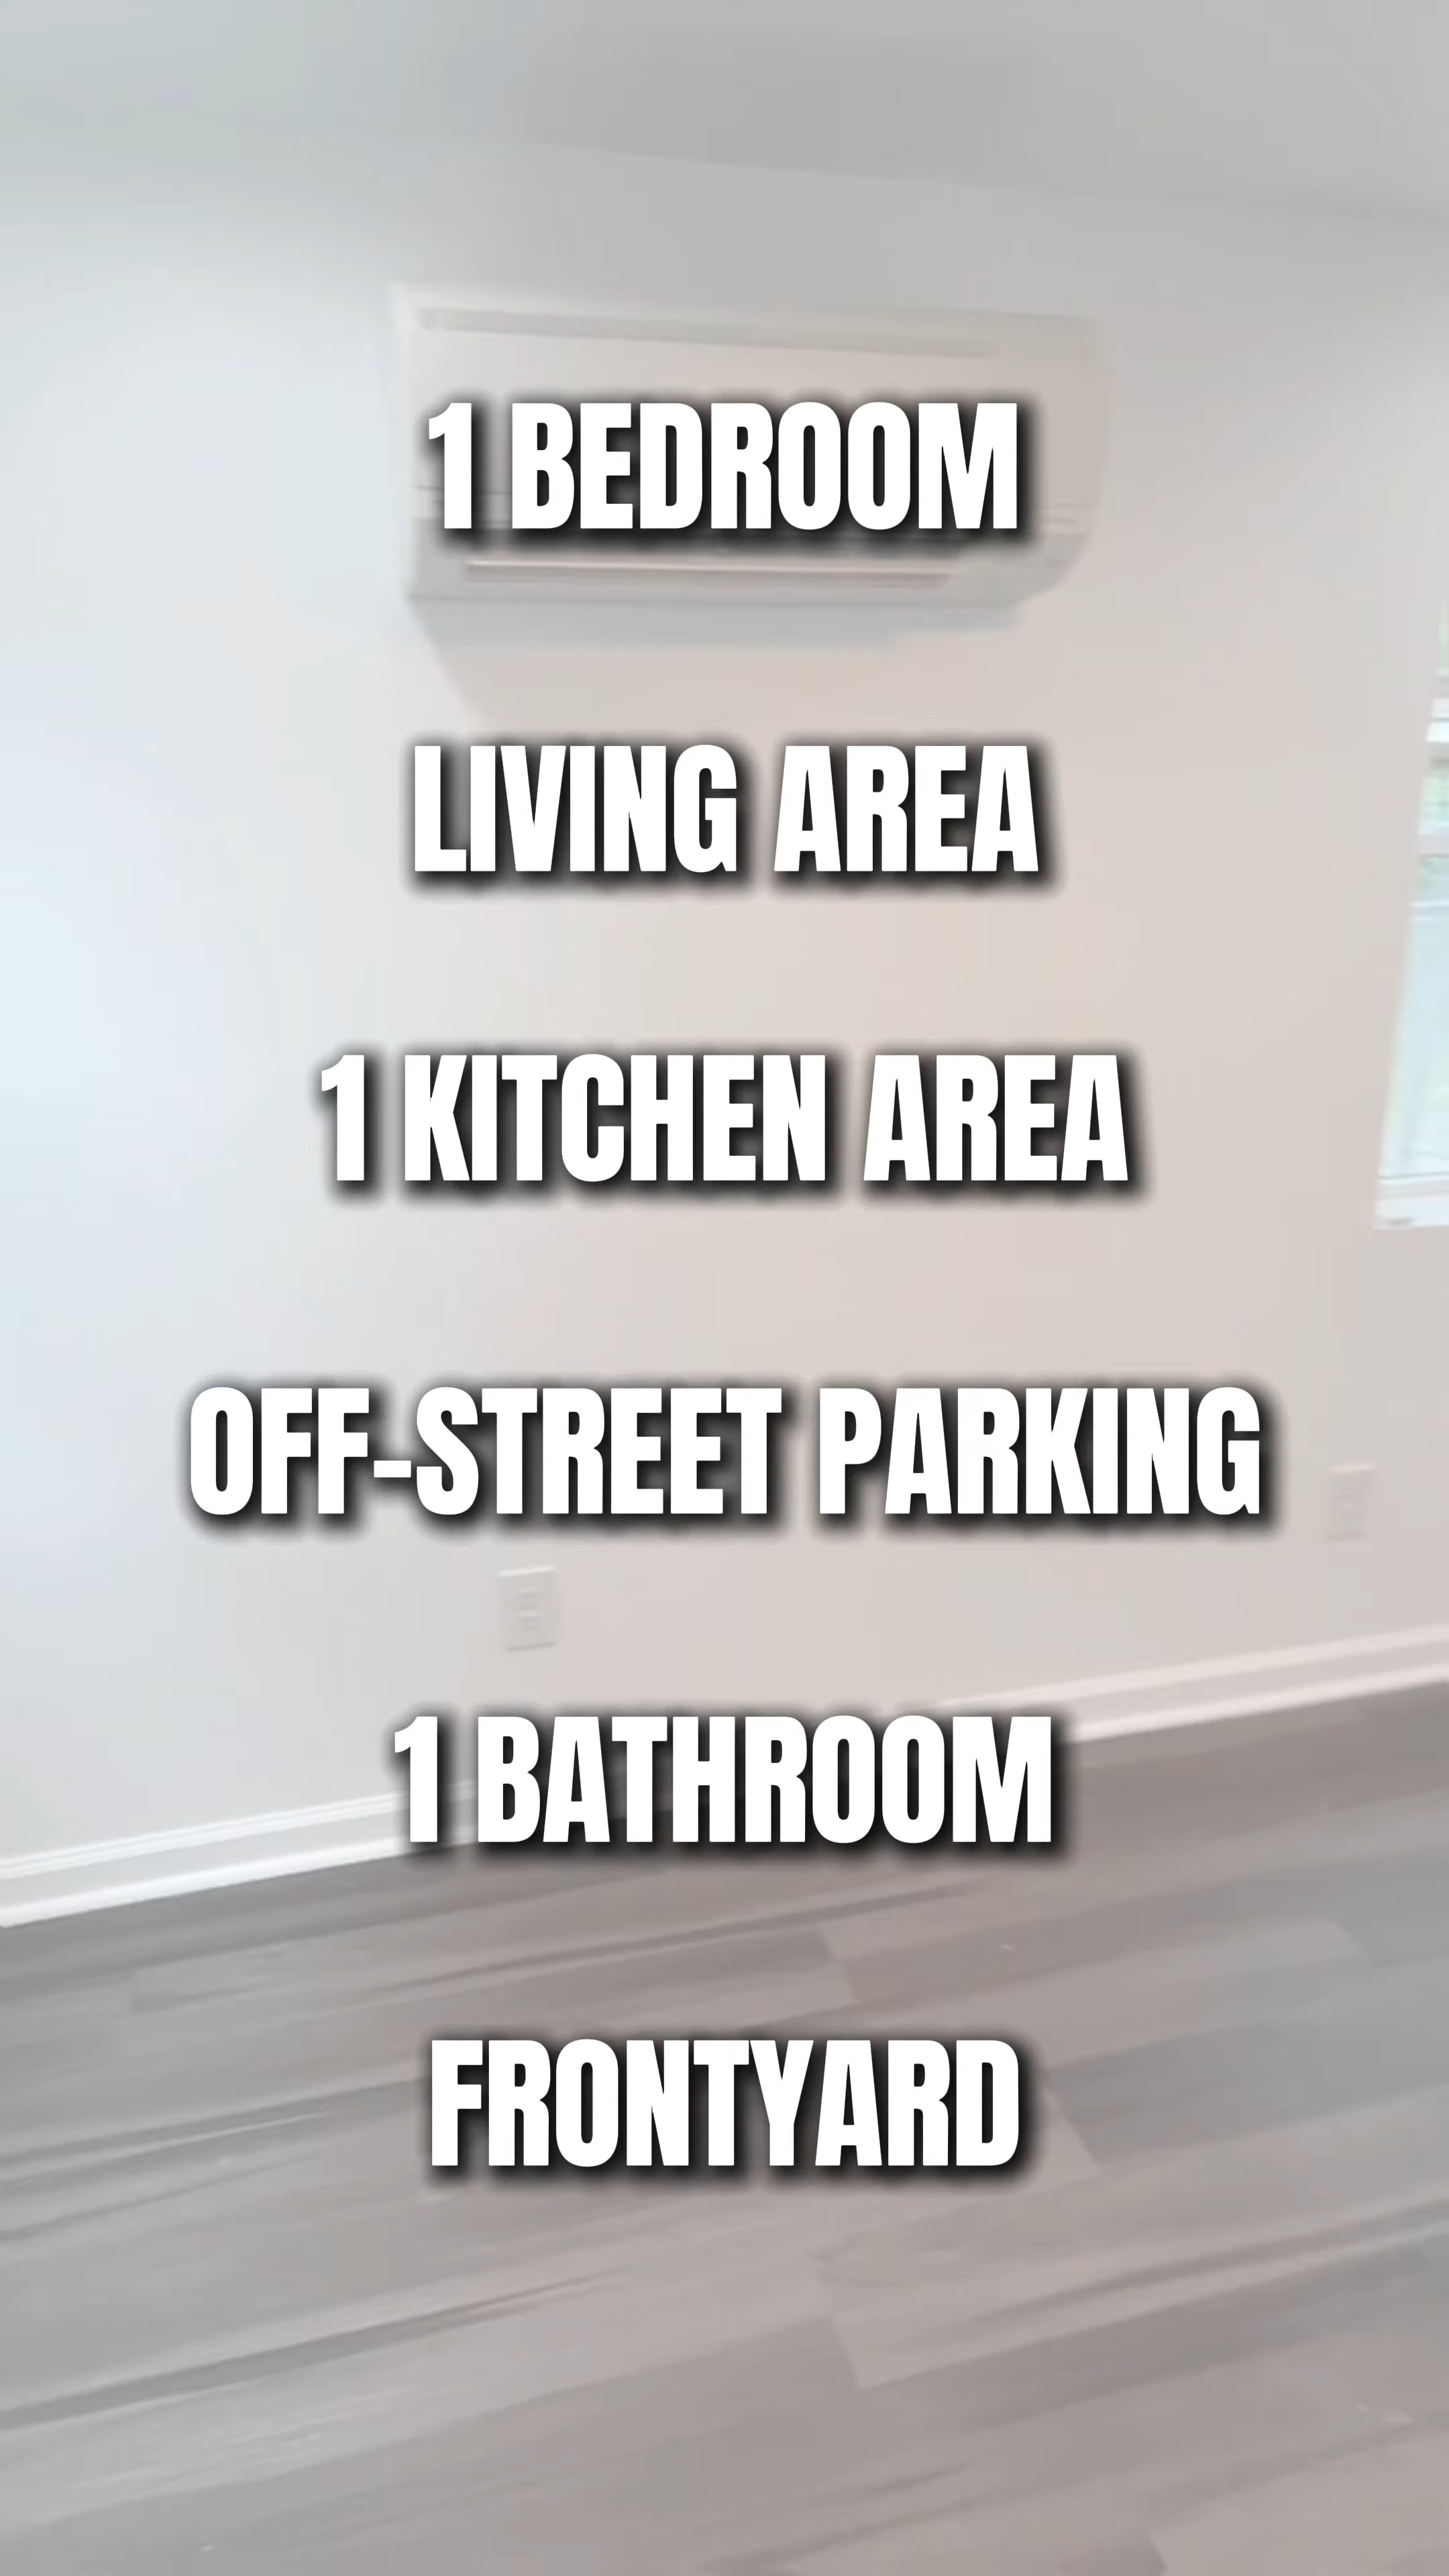 1 BEDROOM
LIVING AREA
1 KITCHEN AREA
OFF-STREET PARKING
1 BATHROOM
FRONTYARD